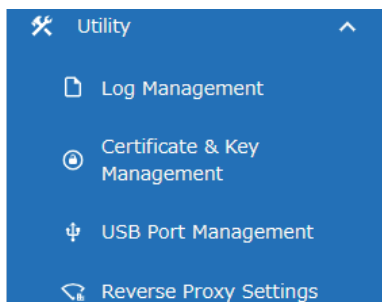 Utility
Log Management
Certificate & Key
Management
USB Port Management
Reverse Proxy Settings